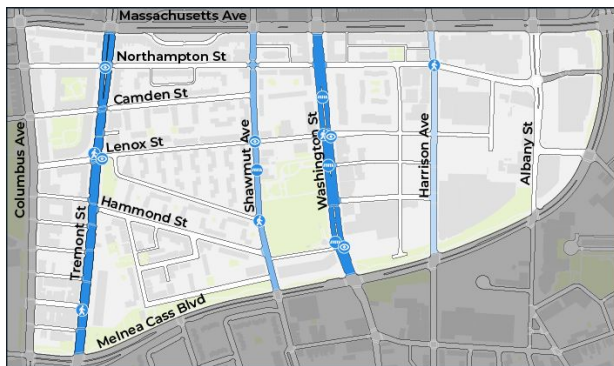 Massachusetts Ave
Northampton St
Camden St
Lenox St
Columbus Ave
Tremont St
Hammond St
Shawmut Ave
Washington St
Harrison Ave
Albany St
Melnea Cass Blvd